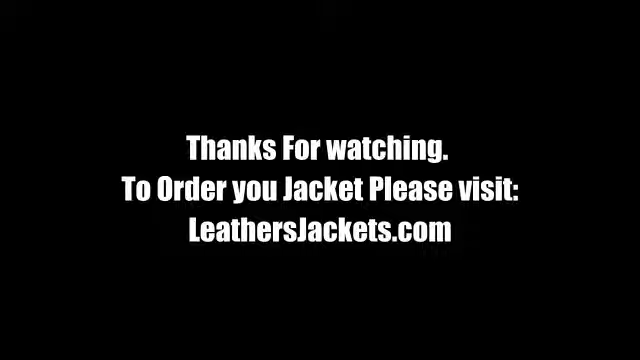 Thanks For watching.
To Order you Jacket Please visit:
LeathersJackets.com